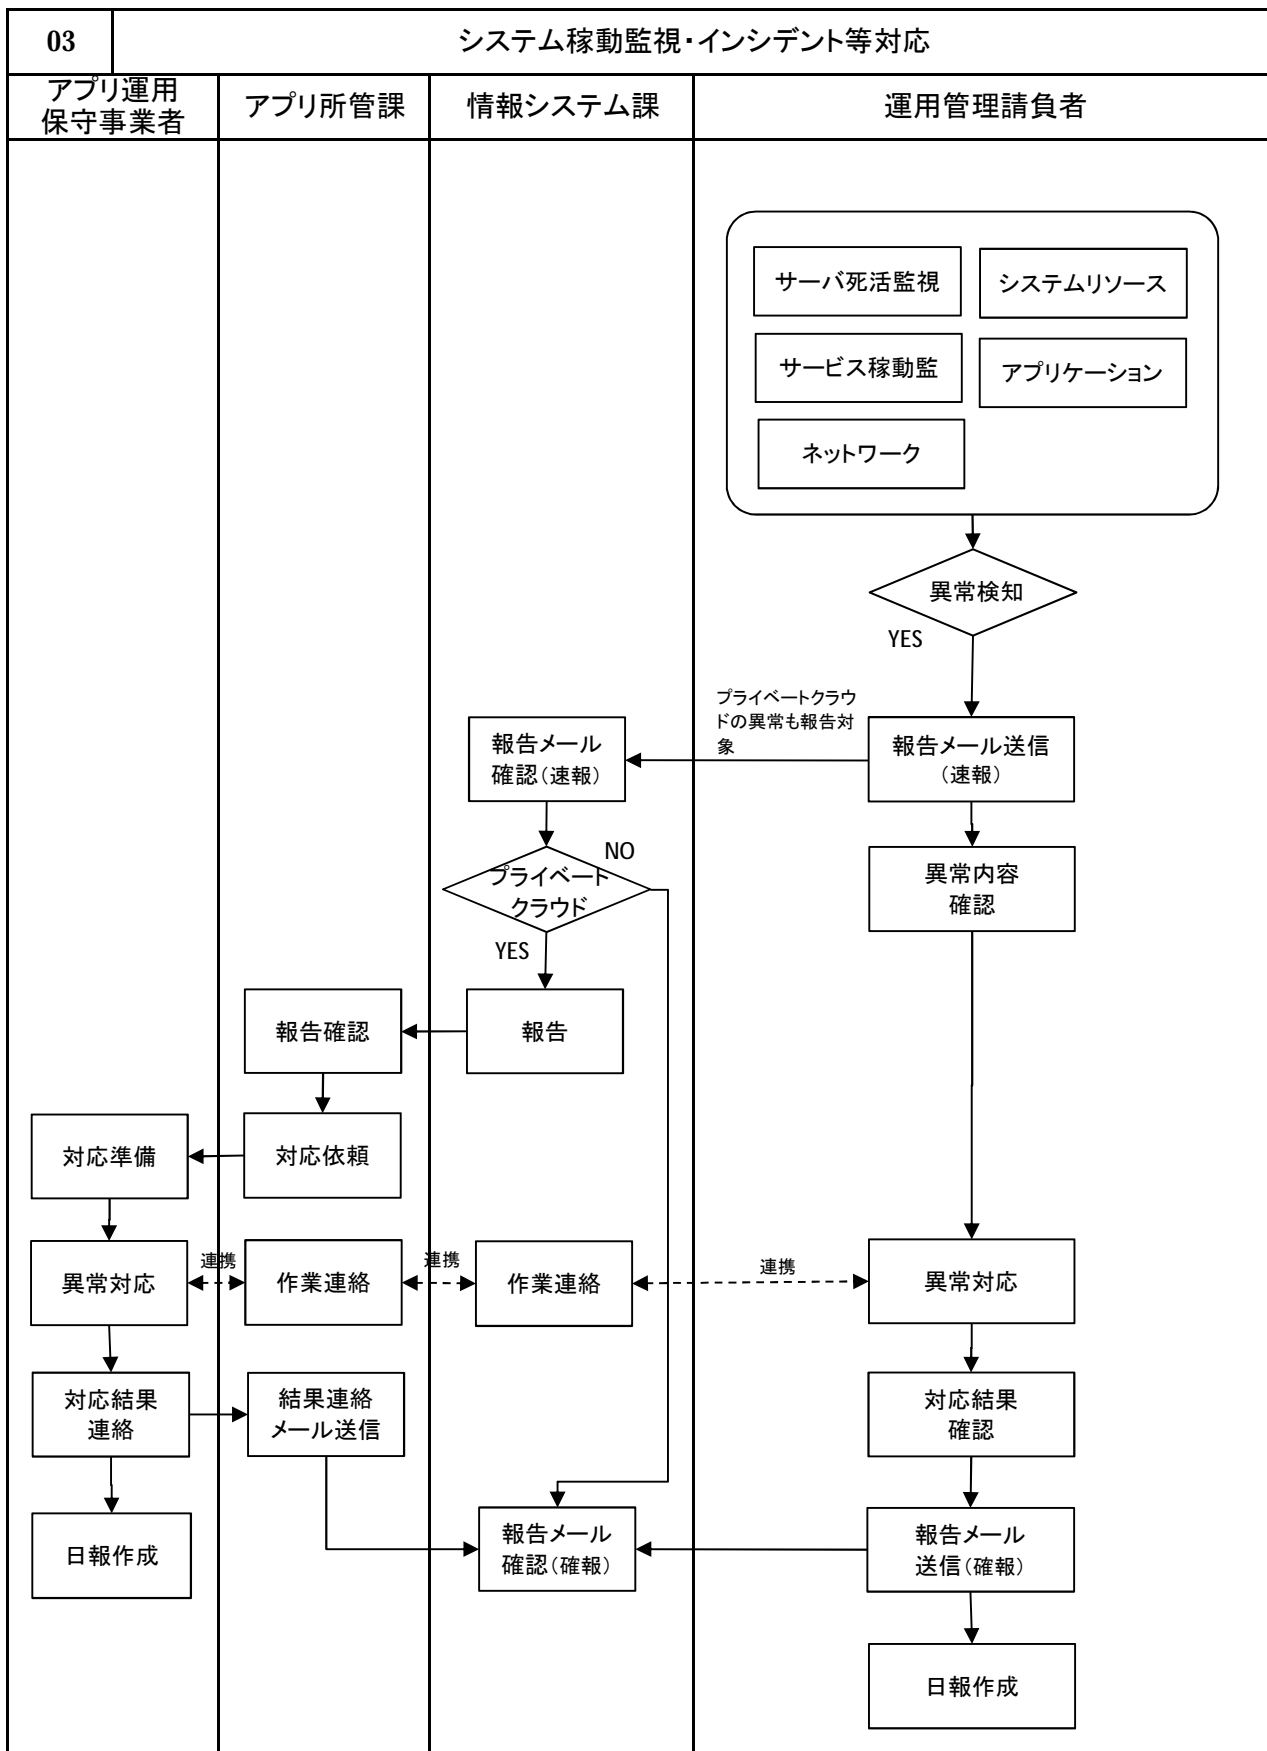 03
システム稼動監視・インシデント等対応
アプリ運用
保守事業者
アプリ所管課
情報システム課
運用管理請負者
サーバ死活監視
システムリソース
サービス稼動監
アプリケーション
ネットワーク
異常検知
YES
プライベートクラウ
ドの異常も報告対
象
報告メール
確認（速報）
報告メール送信
（速報）
NO
プライベート
クラウド
YES
異常内容
確認
報告確認
報告
対応準備
対応依頼
異常対応
連携
作業連絡
連携
作業連絡
連携
異常対応
対応結果
連絡
結果連絡
メール送信
対応結果
確認
日報作成
報告メール
確認（確報）
報告メール
送信（確報）
日報作成